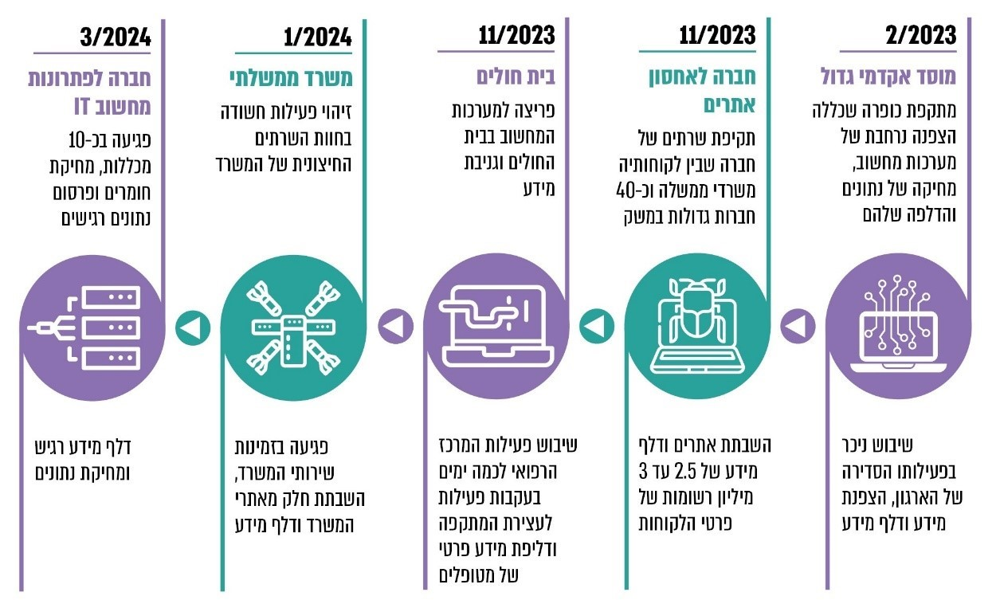 2/2023
מוסד אקדמי גדול
מתקפת כופרה שכללה
הצפנה נרחבת של
מערכות מחשוב,
מחיקה של נתונים
והדלפה שלהם
שיבוש ניכר
בפעילותו הסדירה
של הארגון, הצפנת
מידע ודלף מידע
11/2023
חברה לאחסון
אתרים
תקיפת שרתים של
חברה שבין לקוחותיה
משרדי ממשלה וכ-40
חברות גדולות במשק
השבתת אתרים ודלף
מידע של 2.5 עד 3
מיליון רשומות של
פרטי הלקוחות
11/2023
בית חולים
פריצה למערכות
המחשוב בבית
החולים וגניבת
מידע
שיבוש פעילות המרכז
הרפואי לכמה ימים
בעקבות פעילות
לעצירת המתקפה
ודליפת מידע פרטי
של מטופלים
1/2024
משרד ממשלתי
זיהוי פעילות חשודה
בחוות השרתים
החיצונית של המשרד
פגיעה בזמינות
שירותי המשרד,
השבתת חלק מאתרי
המשרד ודלף מידע
3/2024
חברה לפתרונות
מחשוב IT
פגיעה בכ-10
מכללות, מחיקת
חומרים ופרסום
נתונים רגישים
דלף מידע רגיש
ומחיקת נתונים